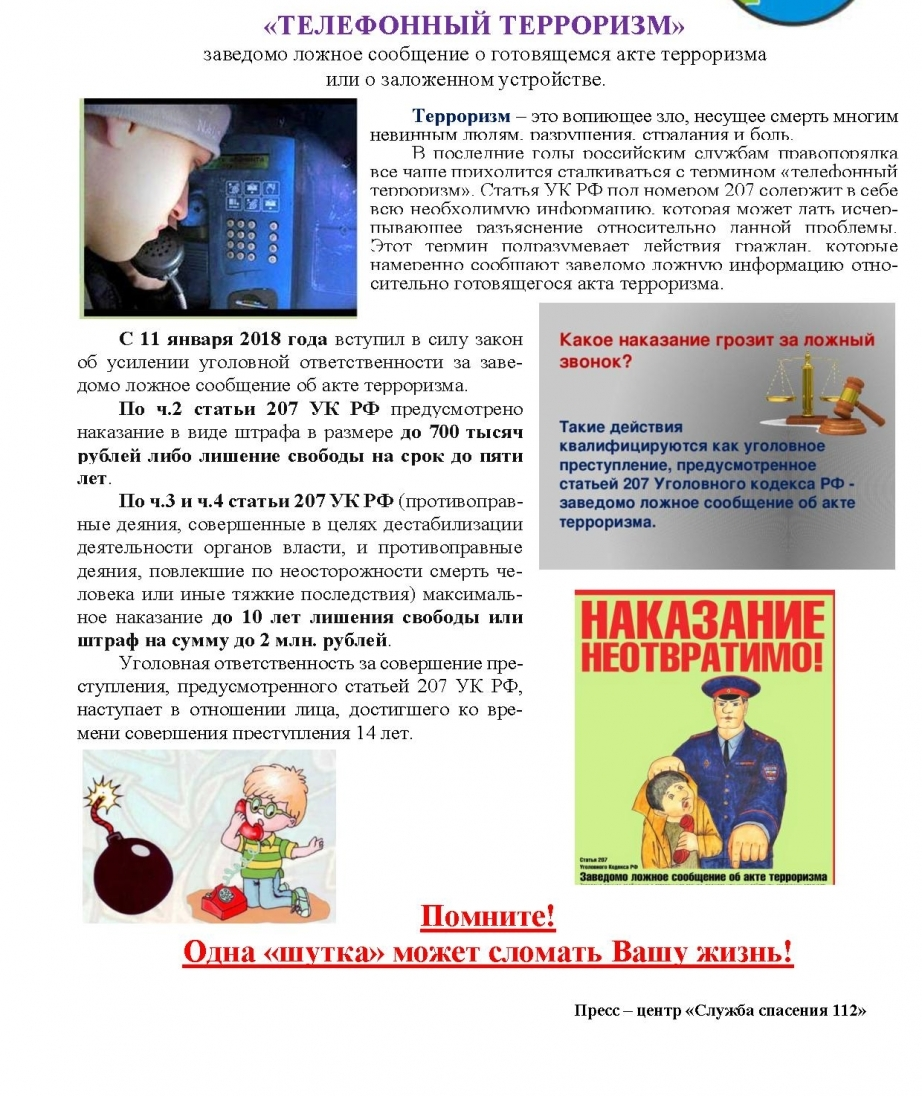 «ТЕЛЕФОННЫЙ ТЕРРОРИЗМ»
заведомо ложное сообщение о готовящемся акте терроризма
или о заложенном устройстве.
Терроризм – это вопиющее зло, несущее смерть многим
невинным людям, разрушения, страдания и боль.
В последние годы российским службам правопорядка
все чаще приходится сталкиваться с термином «телефонный
терроризм». Статья УК РФ под номером 207 содержит в себе
всю необходимую информацию, которая может дать исчер-
пывающее разъяснение относительно данной проблемы.
Этот термин подразумевает действия граждан, которые
намеренно сообщают заведомо ложную информацию отно-
сительно готовящегося акта терроризма.
С 11 января 2018 года вступил в силу закон
об усилении уголовной ответственности за заве-
домо ложное сообщение об акте терроризма.
По ч.2 статьи 207 УК РФ предусмотрено
наказание в виде штрафа в размере до 700 тысяч
рублей либо лишение свободы на срок до пяти
лет.
По ч.3 и ч.4 статьи 207 УК РФ (противоправ-
ные деяния, совершенные в целях дестабилизации
деятельности органов власти, и противоправные
деяния, повлекшие по неосторожности смерть че-
ловека или иные тяжкие последствия) максималь-
ное наказание до 10 лет лишения свободы или
штраф на сумму до 2 млн. рублей.
Уголовная ответственность за совершение пре-
ступления, предусмотренного статьей 207 УК РФ,
наступает в отношении лица, достигшего ко вре-
мени совершения преступления 14 лет.
Какое наказание грозит за ложный
звонок?
Такие действия
квалифицируются как уголовное
преступление, предусмотренное
статьей 207 Уголовного кодекса РФ -
заведомо ложное сообщение об акте
терроризма.
НАКАЗАНИЕ
НЕОТВРАТИМО!
Статья 207
Уголовного Кодекса РФ
Заведомо ложное сообщение об акте терроризма
Помните!
Одна «шутка» может сломать Вашу жизнь!
Пресс – центр «Служба спасения 112»